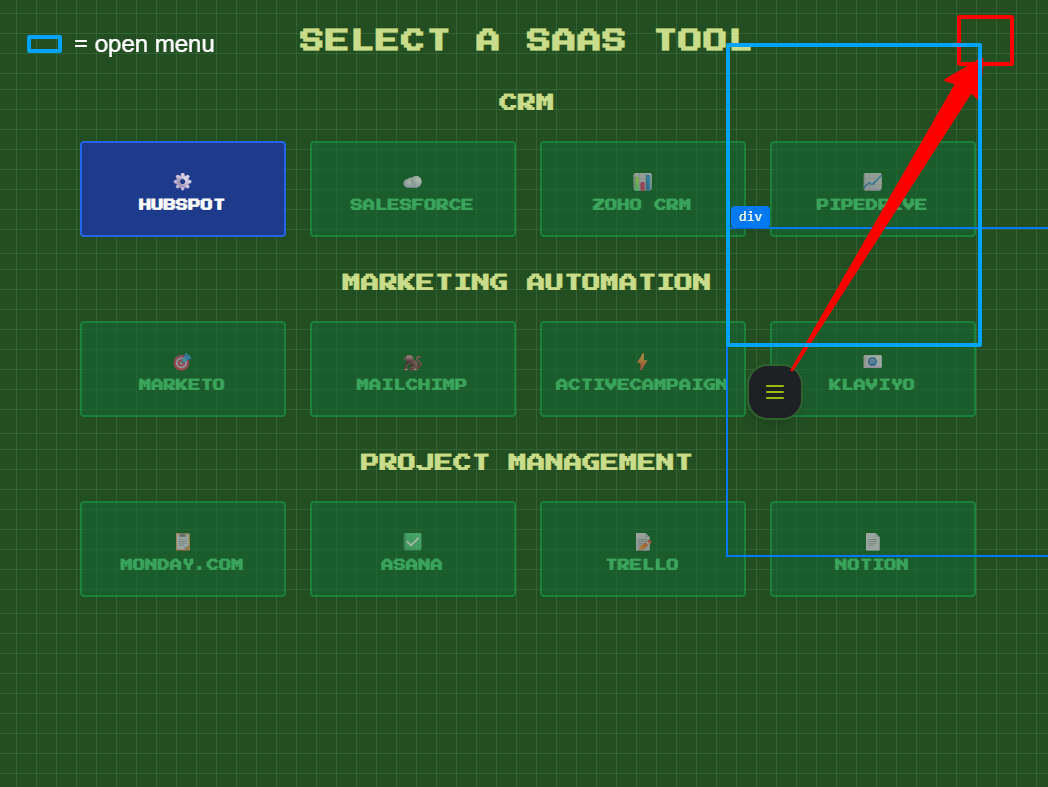 = open menu
SELECT A SAAS TOOL
CRM
HUBSPOT
SALESFORCE
ZOHO CRM
PIPEDRIVE
div
MARKETING AUTOMATION
MARKETO
MAILCHIMP
ACTIVECAMPAIGN
KLAVIYO
PROJECT MANAGEMENT
MONDAY.COM
ASANA
TRELLO
NOTION